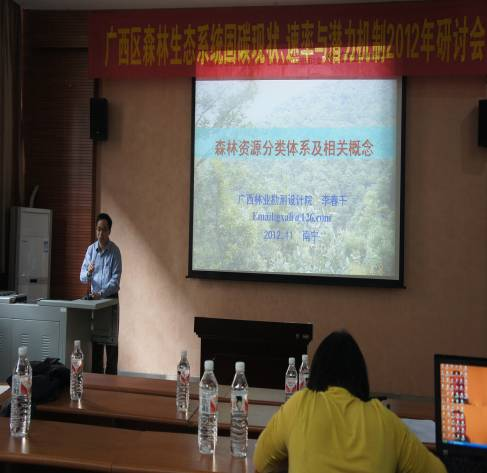 广西区森林生态系统固碳现状、速率与潜力机制2012年研讨会
森林资源分类体系及相关概念
广西林业勘测设计院 李春干
2012.11 南宁